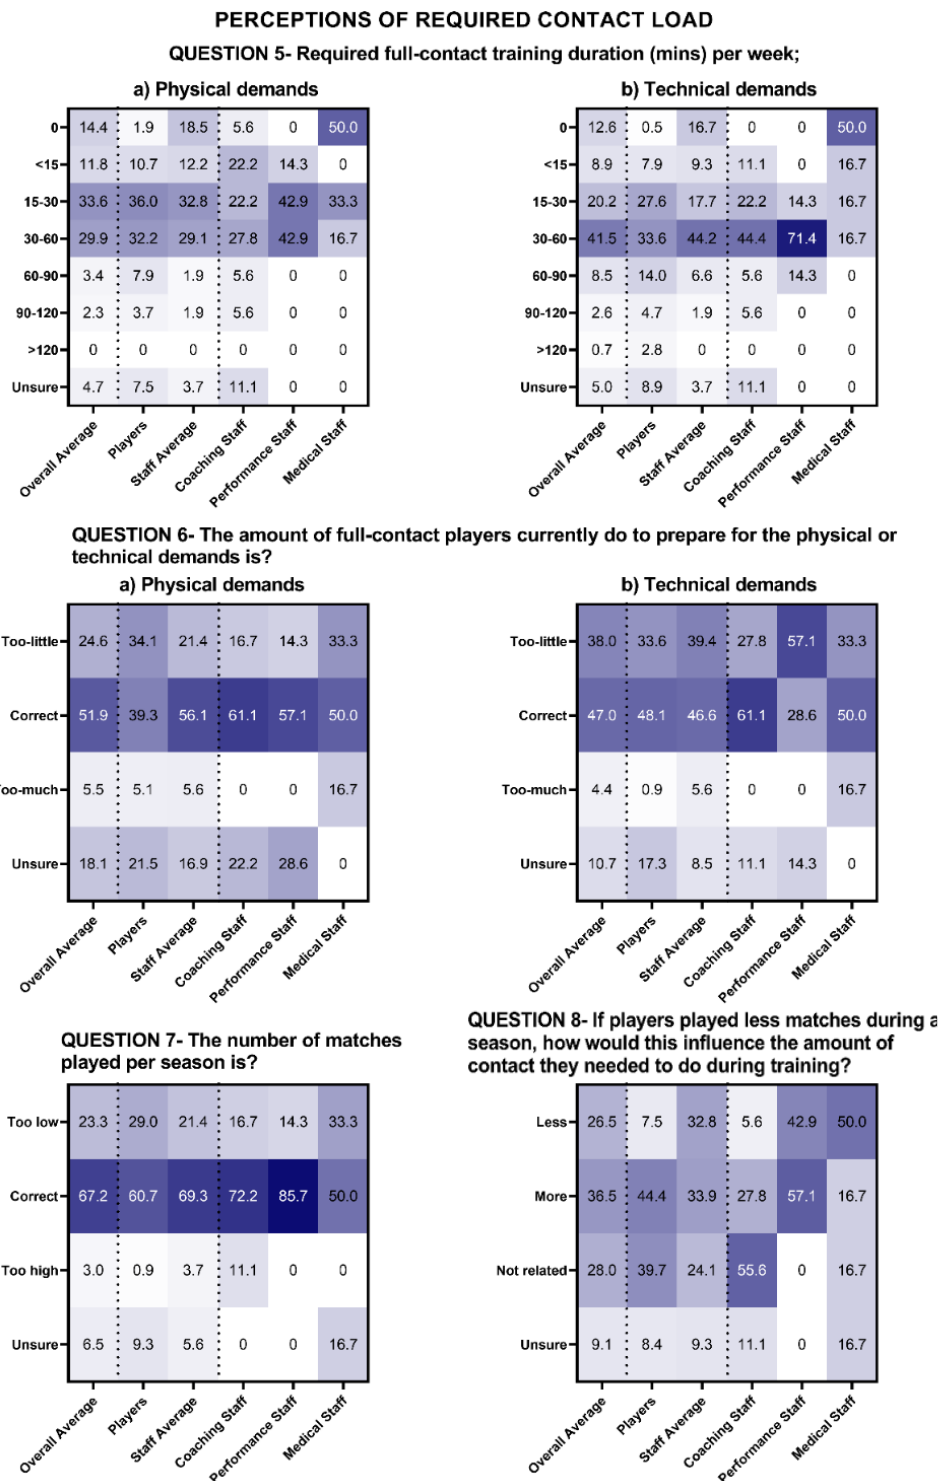 PERCEPTIONS OF REQUIRED CONTACT LOAD
QUESTION 5- Required full-contact training duration (mins) per week;
a) Physical demands
0 14.4 1.9 18.5 5.6 0 50.0
<15 11.8 10.7 12.2 22.2 14.3 0
15-30 33.6 36.0 32.8 22.2 42.9 33.3
30-60 29.9 32.2 29.1 27.8 42.9 16.7
60-90 3.4 7.9 1.9 5.6 0 0
90-120 2.3 3.7 1.9 5.6 0 0
>120 0 0 0 0 0 0
Unsure 4.7 7.5 3.7 11.1 0 0
Overall Average Players Staff Average Coaching Staff Performance Staff Medical Staff
b) Technical demands
0 12.6 0.5 16.7 0 0 50.0
<15 8.9 7.9 9.3 11.1 0 16.7
15-30 20.2 27.6 17.7 22.2 14.3 16.7
30-60 41.5 33.6 44.2 44.4 71.4 16.7
60-90 8.5 14.0 6.6 5.6 14.3 0
90-120 2.6 4.7 1.9 5.6 0 0
>120 0.7 2.8 0 0 0 0
Unsure 5.0 8.9 3.7 11.1 0 0
Overall Average Players Staff Average Coaching Staff Performance Staff Medical Staff
QUESTION 6- The amount of full-contact players currently do to prepare for the physical or
technical demands is?
a) Physical demands
Too-little 24.6 34.1 21.4 16.7 14.3 33.3
Correct 51.9 39.3 56.1 61.1 57.1 50.0
Too-much 5.5 5.1 5.6 0 0 16.7
Unsure 18.1 21.5 16.9 22.2 28.6 0
Overall Average Players Staff Average Coaching Staff Performance Staff Medical Staff
b) Technical demands
Too-little 38.0 33.6 39.4 27.8 57.1 33.3
Correct 47.0 48.1 46.6 61.1 28.6 50.0
Too-much 4.4 0.9 5.6 0 0 16.7
Unsure 10.7 17.3 8.5 11.1 14.3 0
Overall Average Players Staff Average Coaching Staff Performance Staff Medical Staff
QUESTION 7- The number of matches
played per season is?
Too low 23.3 29.0 21.4 16.7 14.3 33.3
Correct 67.2 60.7 69.3 72.2 85.7 50.0
Too high 3.0 0.9 3.7 11.1 0 0
Unsure 6.5 9.3 5.6 0 0 16.7
Overall Average Players Staff Average Coaching Staff Performance Staff Medical Staff
QUESTION 8- If players played less matches during a
season, how would this influence the amount of
contact they needed to do during training?
Less 26.5 7.5 32.8 5.6 42.9 50.0
More 36.5 44.4 33.9 27.8 57.1 16.7
Not related 28.0 39.7 24.1 55.6 0 16.7
Unsure 9.1 8.4 9.3 11.1 0 16.7
Overall Average Players Staff Average Coaching Staff Performance Staff Medical Staff